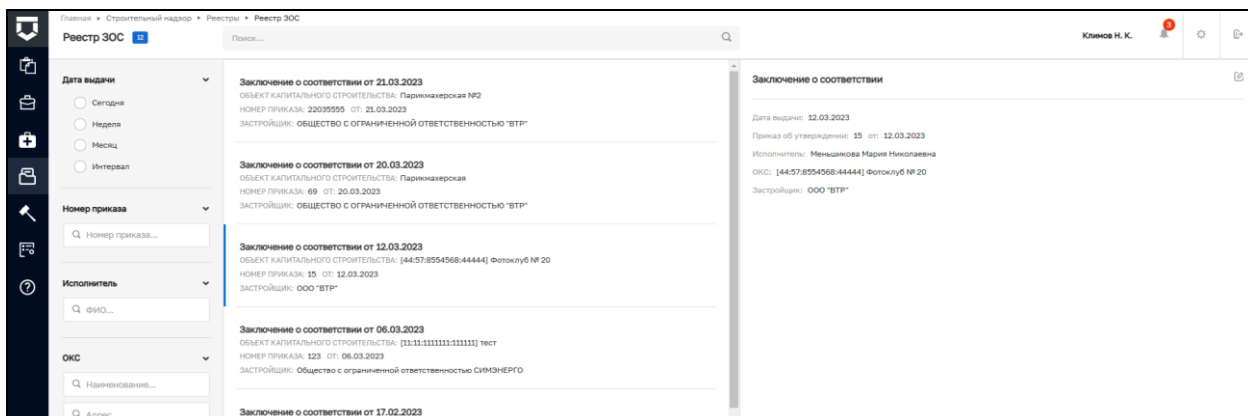 Главная ▸ Строительный надзор ▸ Реестры ▸ Реестр ЗОС
Реестр ЗОС 12
Поиск...
Климов Н. К.
3
Дата выдачи
Сегодня
Неделя
Месяц
Интервал
Номер приказа
Номер приказа...
Исполнитель
ФИО...
ОКС
Наименование...
Адрес
Заключение о соответствии от 21.03.2023
ОБЪЕКТ КАПИТАЛЬНОГО СТРОИТЕЛЬСТВА: Парикмахерская №2
НОМЕР ПРИКАЗА: 22035555 ОТ: 21.03.2023
ЗАСТРОЙЩИК: ОБЩЕСТВО С ОГРАНИЧЕННОЙ ОТВЕТСТВЕННОСТЬЮ "ВТР"
Заключение о соответствии от 20.03.2023
ОБЪЕКТ КАПИТАЛЬНОГО СТРОИТЕЛЬСТВА: Парикмахерская
НОМЕР ПРИКАЗА: 69 ОТ: 20.03.2023
ЗАСТРОЙЩИК: ОБЩЕСТВО С ОГРАНИЧЕННОЙ ОТВЕТСТВЕННОСТЬЮ "ВТР"
Заключение о соответствии от 12.03.2023
ОБЪЕКТ КАПИТАЛЬНОГО СТРОИТЕЛЬСТВА: [44:57:8554568:44444] Фотоклуб № 20
НОМЕР ПРИКАЗА: 15 ОТ: 12.03.2023
ЗАСТРОЙЩИК: ООО "ВТР"
Заключение о соответствии от 06.03.2023
ОБЪЕКТ КАПИТАЛЬНОГО СТРОИТЕЛЬСТВА: [11:11:1111111:111111] тест
НОМЕР ПРИКАЗА: 123 ОТ: 06.03.2023
ЗАСТРОЙЩИК: Общество с ограниченной ответственностью СИМЭНЕРГО
Заключение о соответствии от 17.02.2023
Заключение о соответствии
Дата выдачи: 12.03.2023
Приказ об утверждении: 15 от: 12.03.2023
Исполнитель: Меньшикова Мария Николаевна
ОКС: [44:57:8554568:44444] Фотоклуб № 20
Застройщик: ООО "ВТР"